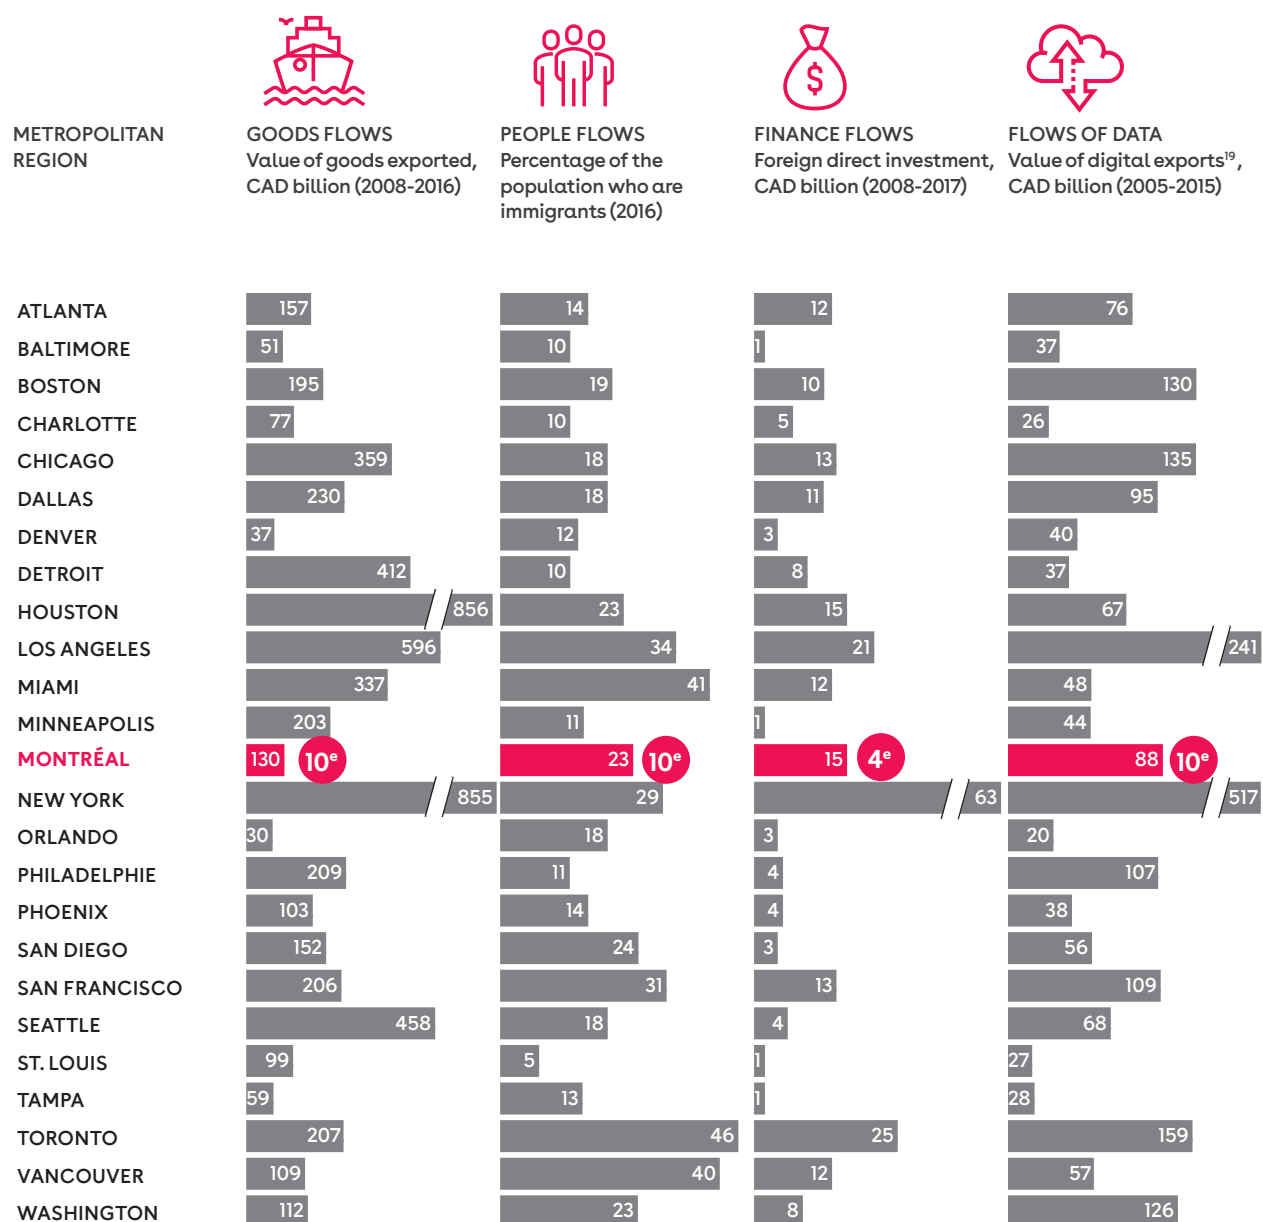 METROPOLITAN
REGION
GOODS FLOWS
Value of goods exported,
CAD billion (2008-2016)
PEOPLE FLOWS
Percentage of the
population who are
immigrants (2016)
$
FINANCE FLOWS
Foreign direct investment,
CAD billion (2008-2017)
FLOWS OF DATA
Value of digital exports¹⁹,
CAD billion (2005-2015)
ATLANTA 157 14 12 76
BALTIMORE 51 10 1 37
BOSTON 195 19 10 130
CHARLOTTE 77 10 5 26
CHICAGO 359 18 13 135
DALLAS 230 18 11 95
DENVER 37 12 3 40
DETROIT 412 10 8 37
HOUSTON 856 23 15 67
LOS ANGELES 596 34 21 241
MIAMI 337 41 12 48
MINNEAPOLIS 203 11 1 44
MONTRÉAL 130 10ᵉ 23 10ᵉ 15 4ᵉ 88 10ᵉ
NEW YORK 855 29 63 517
ORLANDO 30 18 3 20
PHILADELPHIE 209 11 4 107
PHOENIX 103 14 4 38
SAN DIEGO 152 24 3 56
SAN FRANCISCO 206 31 13 109
SEATTLE 458 18 4 68
ST. LOUIS 99 5 1 27
TAMPA 59 13 1 28
TORONTO 207 46 25 159
VANCOUVER 109 40 12 57
WASHINGTON 112 23 8 126